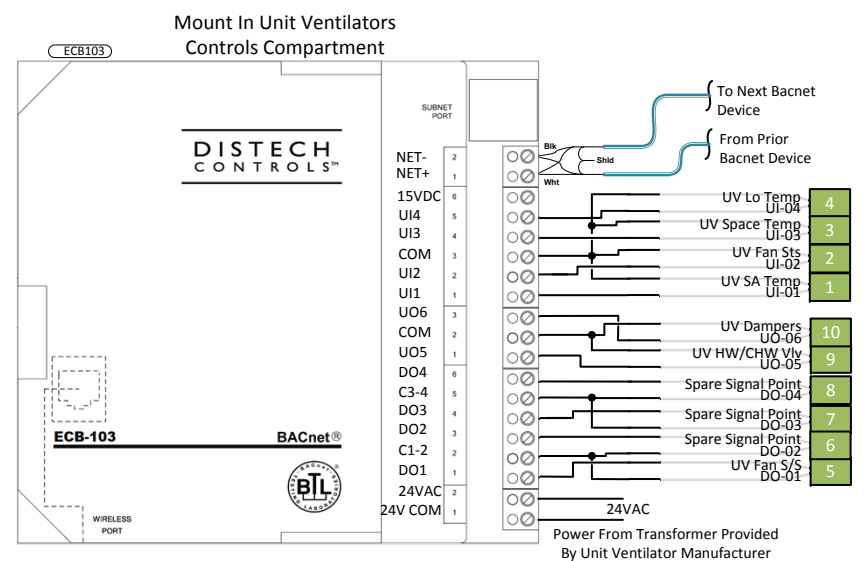 Mount In Unit Ventilators
Controls Compartment
ECB103
SUBNET
PORT
DISTECH
CONTROLS™
NET- 2
NET+ 1
15VDC 6
UI4 5
UI3 4
COM 3
UI2 2
UI1 1
UO6 3
COM 2
UO5 1
DO4 6
C3-4 5
DO3 4
DO2 3
C1-2 2
DO1 1
24VAC 2
24V COM 1
ECB-103 BACnet®
BACnet
BTL®
TESTING LABORATORIES
WIRELESS
PORT
Blk
Shld
Wht
To Next Bacnet
Device
From Prior
Bacnet Device
UV Lo Temp
UI-04 4
UV Space Temp
UI-03 3
UV Fan Sts
UI-02 2
UV SA Temp
UI-01 1
UV Dampers
UO-06 10
UV HW/CHW Vlv
UO-05 9
Spare Signal Point
DO-04 8
Spare Signal Point
DO-03 7
Spare Signal Point
DO-02 6
UV Fan S/S
DO-01 5
24VAC
Power From Transformer Provided
By Unit Ventilator Manufacturer